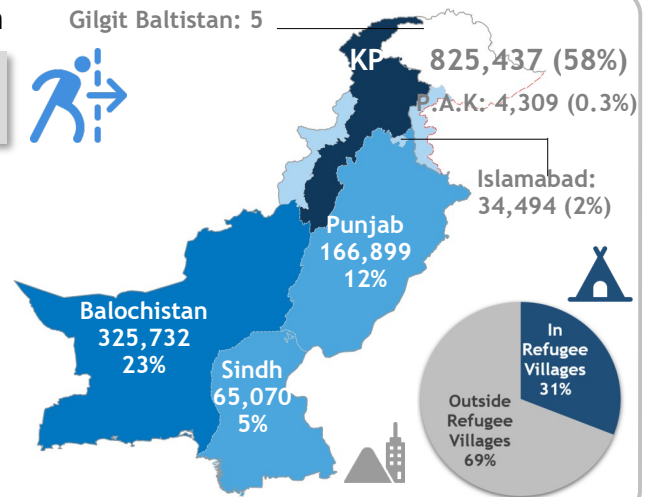 Gilgit Baltistan: 5
KP 825,437 (58%)
P.A.K: 4,309 (0.3%)
Islamabad:
34,494 (2%)
Punjab
166,899
12%
Balochistan
325,732
23%
Sindh
65,070
5%
In
Refugee
Villages
31%
Outside
Refugee
Villages
69%